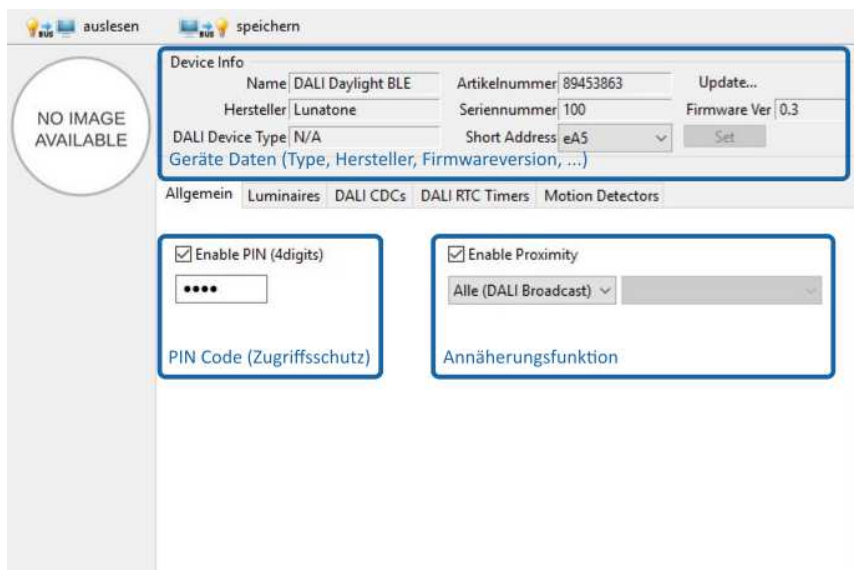 auslesen speichern
NO IMAGE
AVAILABLE
Device Info
Name DALI Daylight BLE Artikelnummer 89453863 Update...
Hersteller Lunatone Seriennummer 100 Firmware Ver 0.3
DALI Device Type N/A Short Address eA5 Set
Geräte Daten (Type, Hersteller, Firmwareversion, ...)
Allgemein Luminaires DALI CDCs DALI RTC Timers Motion Detectors
Enable PIN (4digits)
••••
PIN Code (Zugriffsschutz)
Enable Proximity
Alle (DALI Broadcast)
Annäherungsfunktion